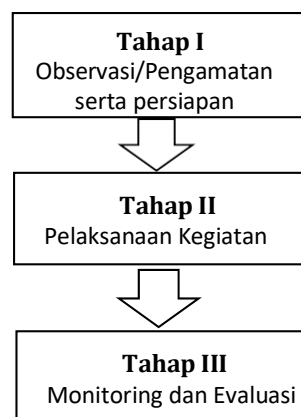 Tahap I
Observasi/Pengamatan
serta persiapan
Tahap II
Pelaksanaan Kegiatan
Tahap III
Monitoring dan Evaluasi